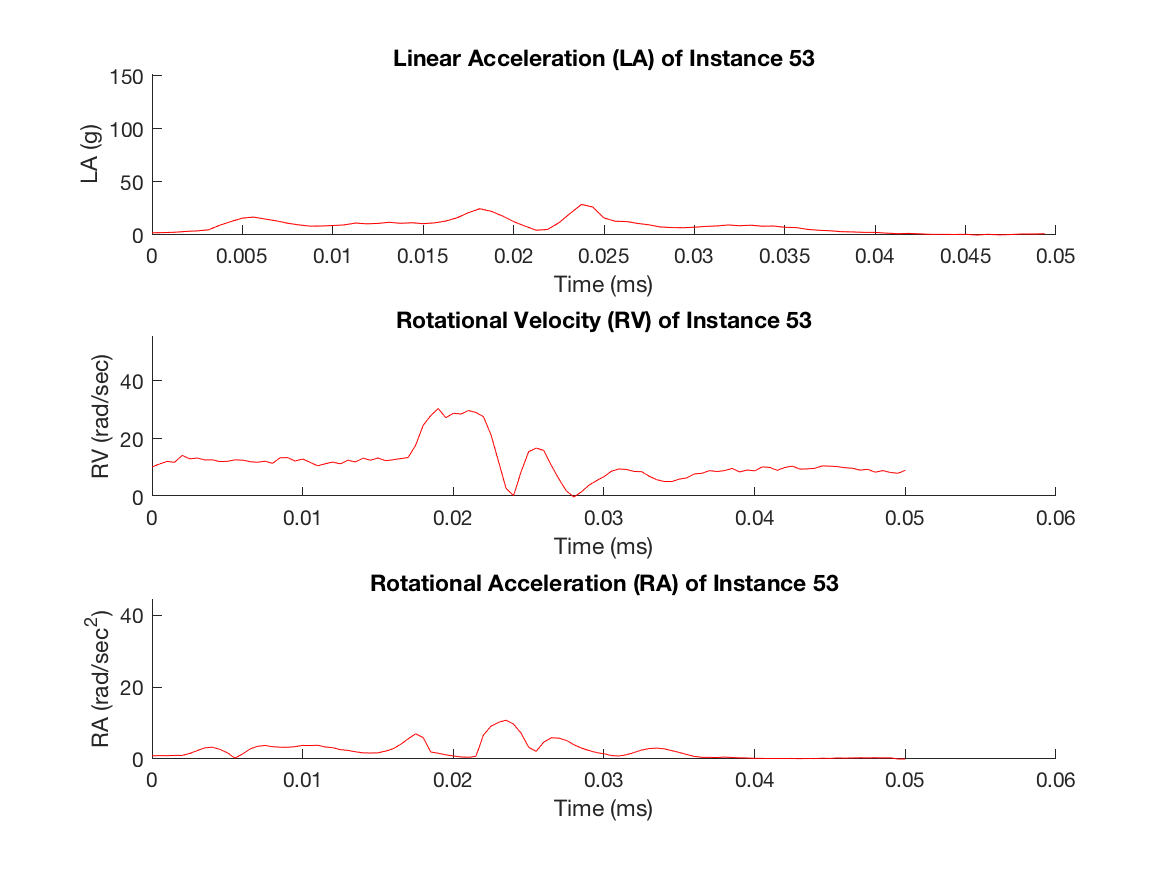 Linear Acceleration (LA) of Instance 53
150
100
50
0
LA (g)
0 0.005 0.01 0.015 0.02 0.025 0.03 0.035 0.04 0.045 0.05
Time (ms)
Rotational Velocity (RV) of Instance 53
40
20
0
RV (rad/sec)
0 0.01 0.02 0.03 0.04 0.05 0.06
Time (ms)
Rotational Acceleration (RA) of Instance 53
40
20
0
RA (rad/sec²)
0 0.01 0.02 0.03 0.04 0.05 0.06
Time (ms)